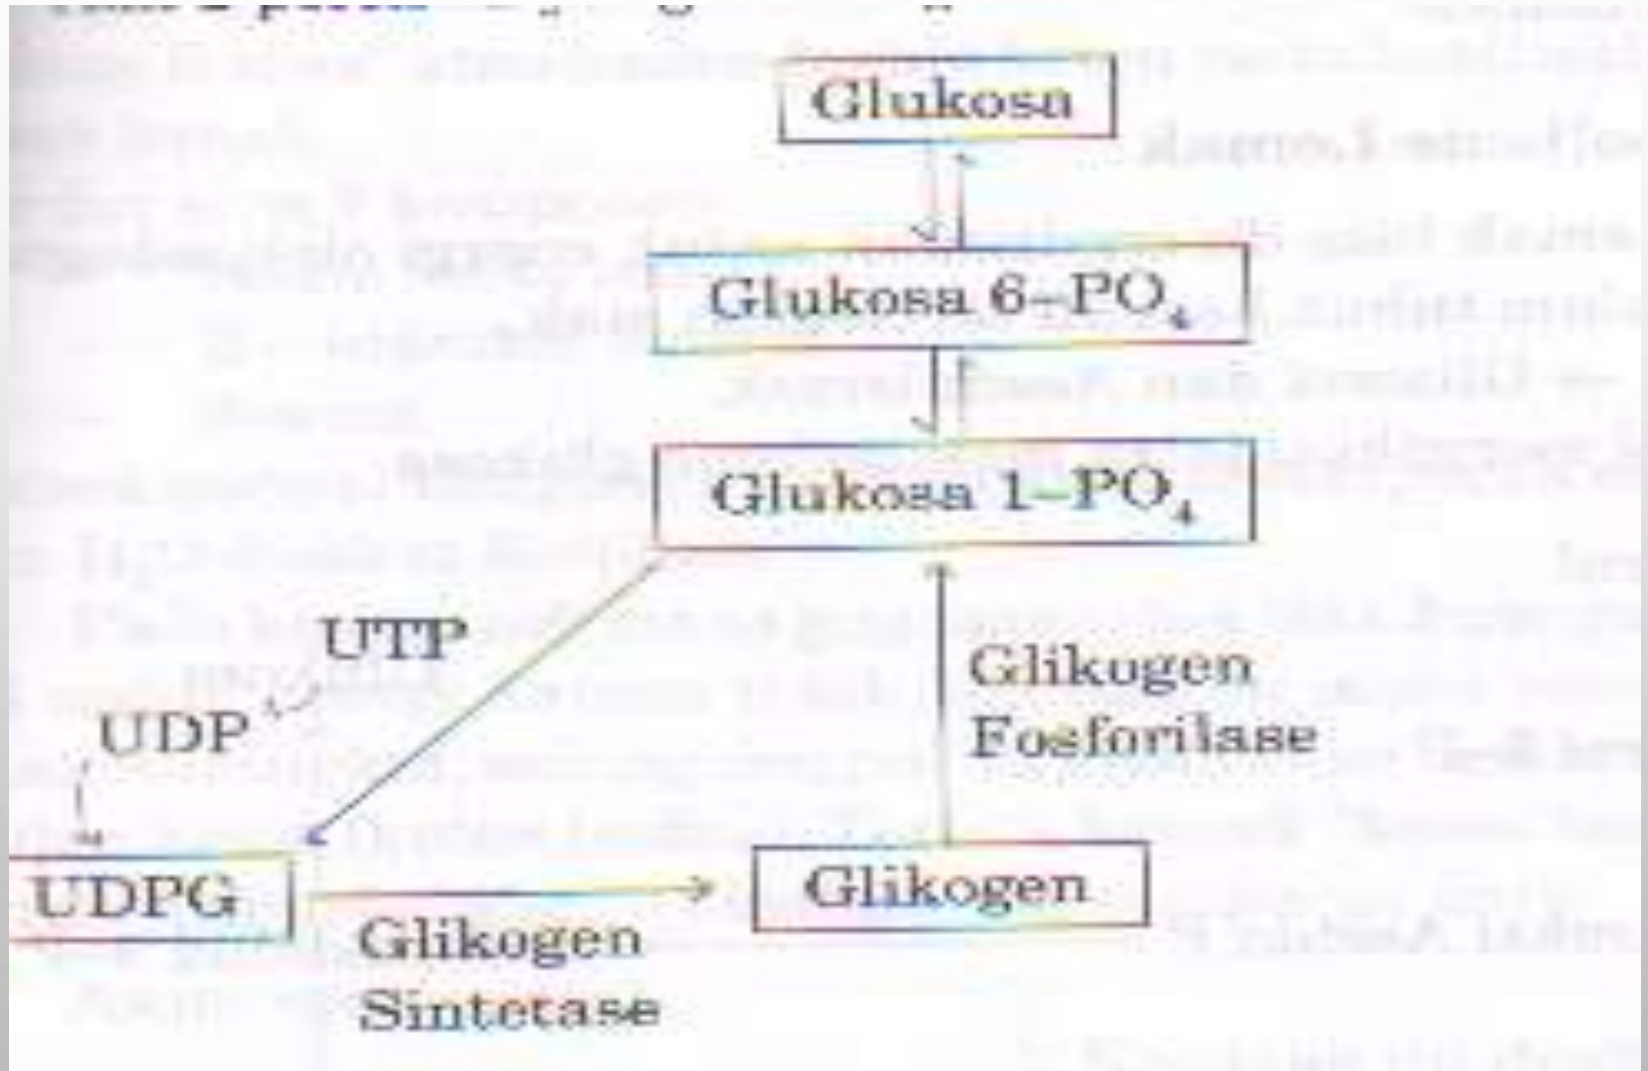 Glukosa
Glukosa 6–PO₄
Glukosa 1–PO₄
UTP
UDP
Glikogen
Fosforilase
UDPG
Glikogen
Glikogen
Sintetase